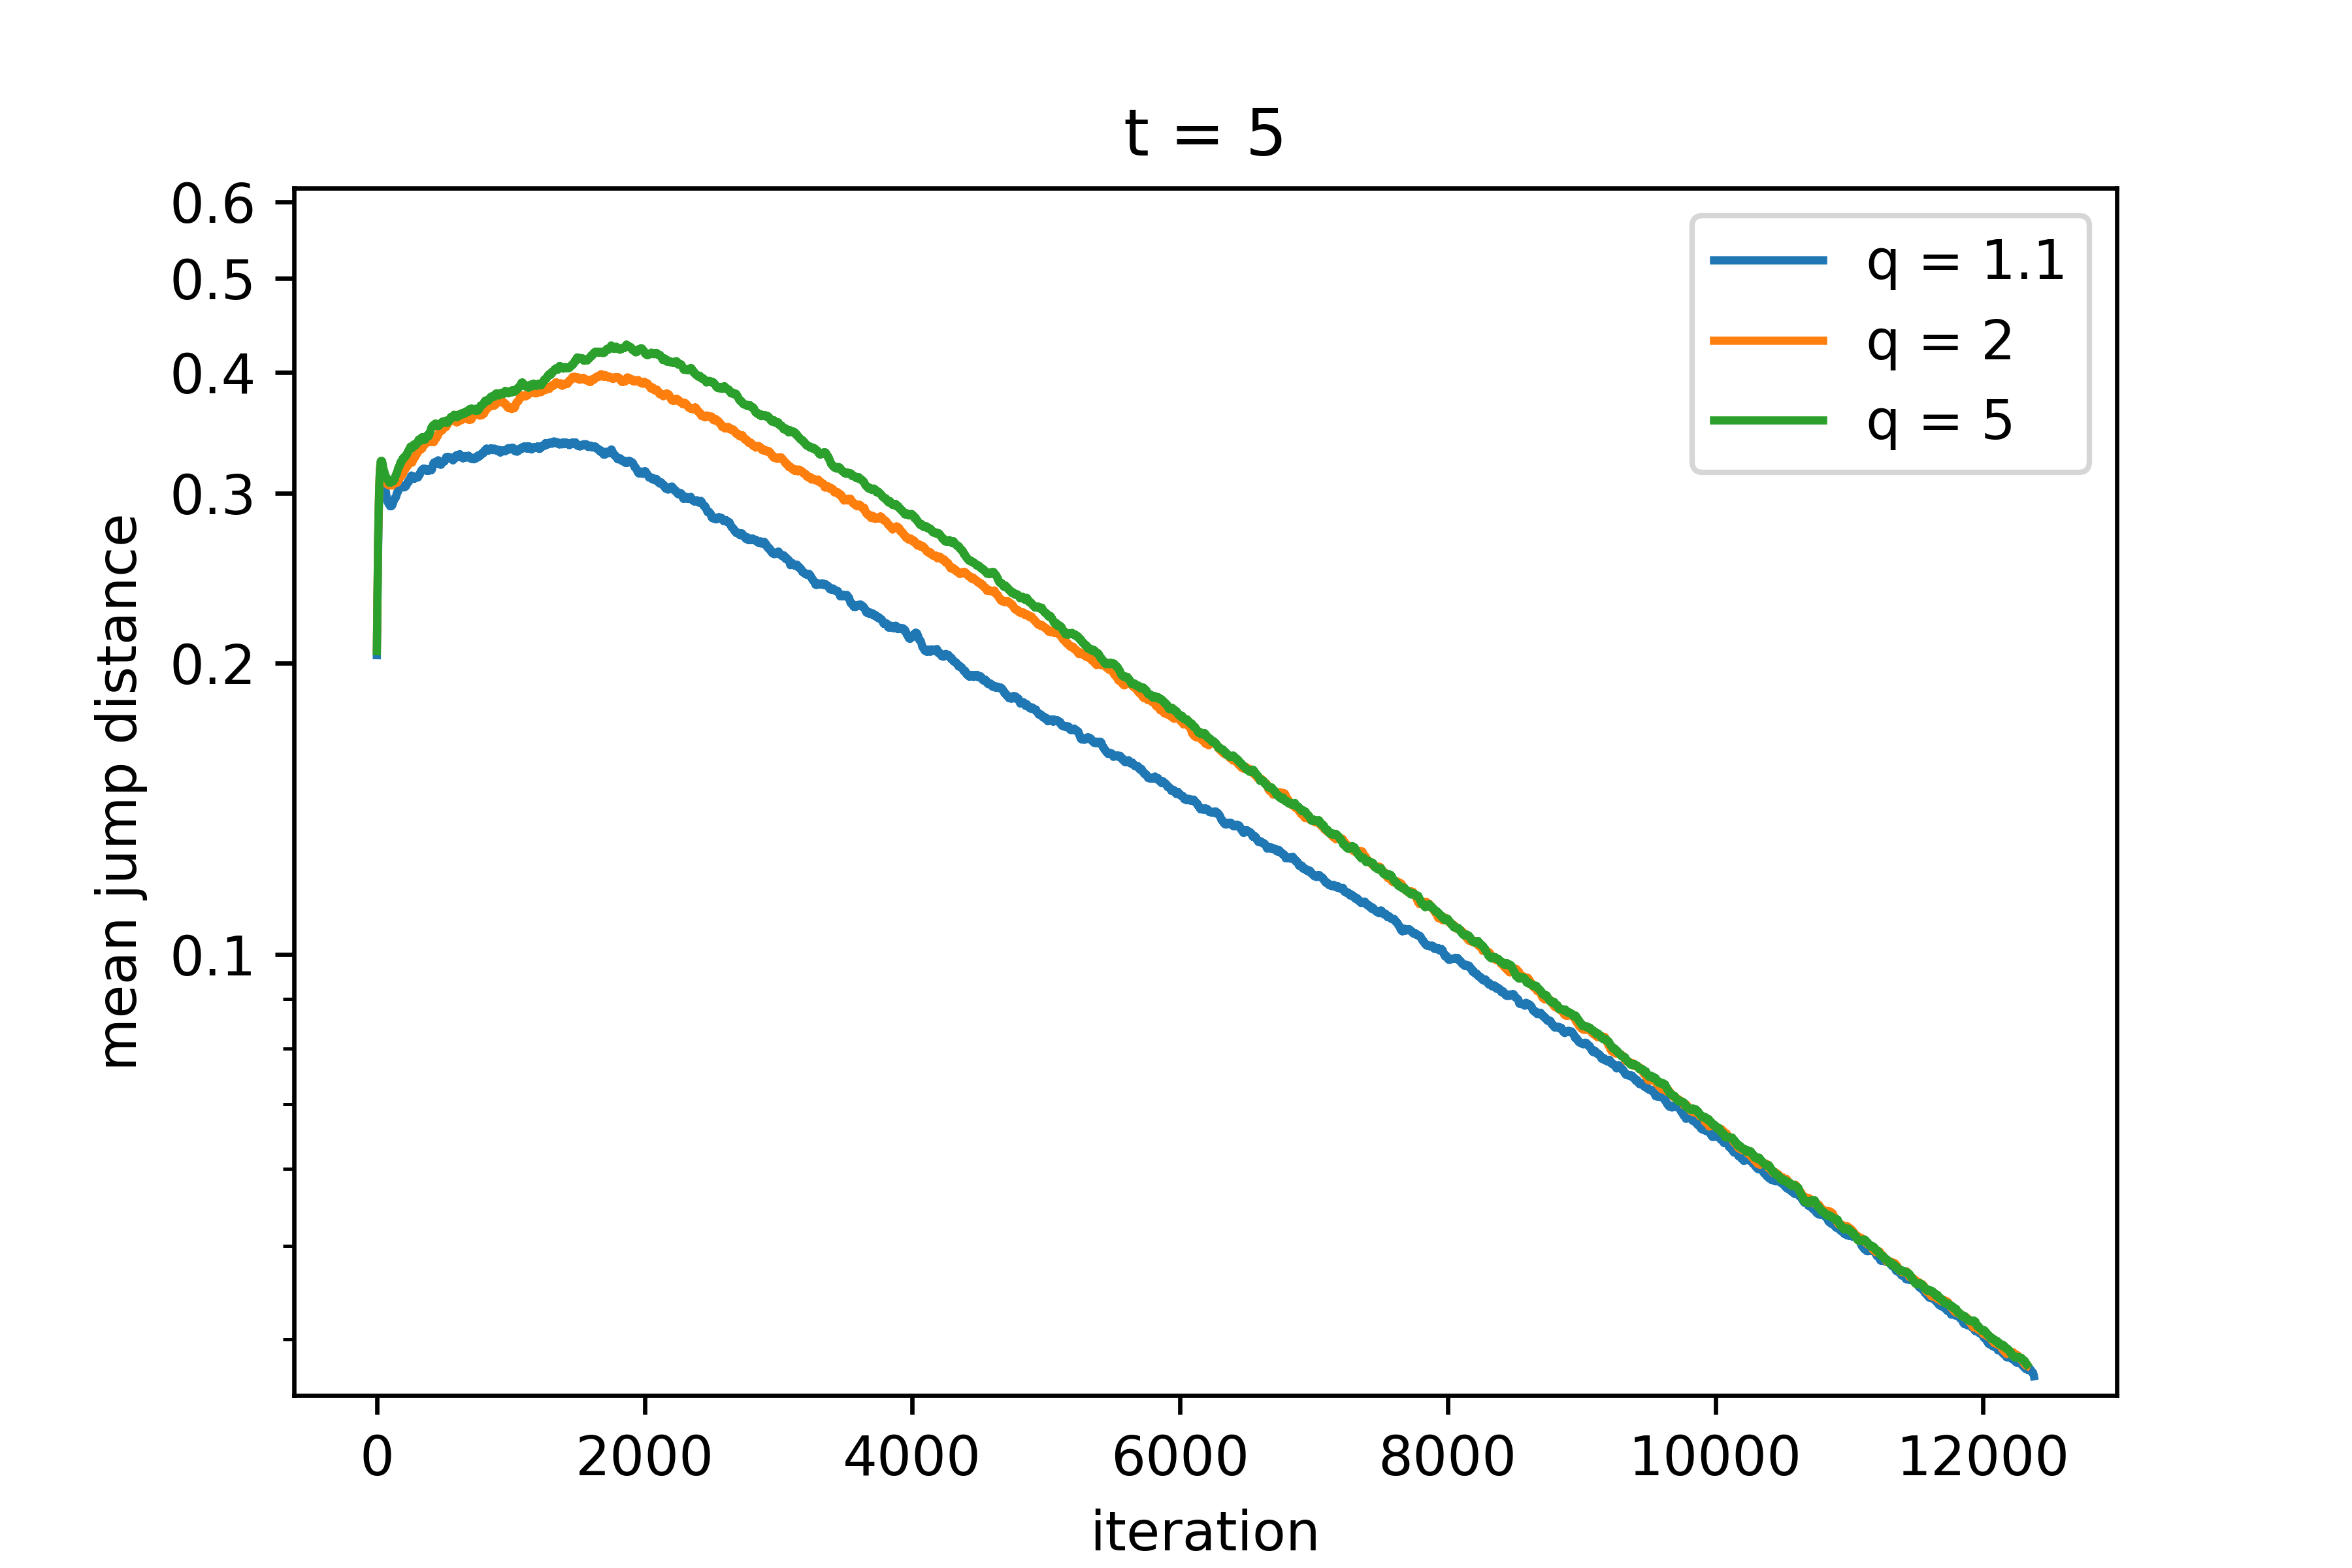 t = 5
0.6
0.5
0.4
0.3
0.2
0.1
mean jump distance
q = 1.1
q = 2
q = 5
0 2000 4000 6000 8000 10000 12000
iteration